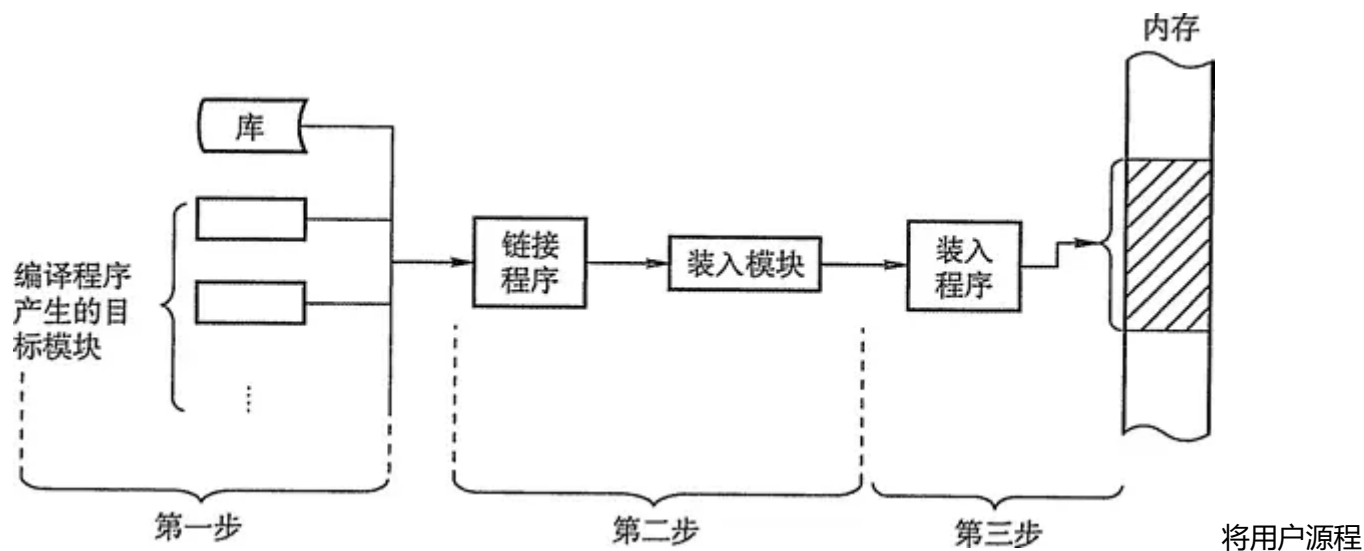 内存
库
编译程序
产生的目
标模块
链接
程序
装入模块
装入
程序
第一步
第二步
第三步
将用户源程